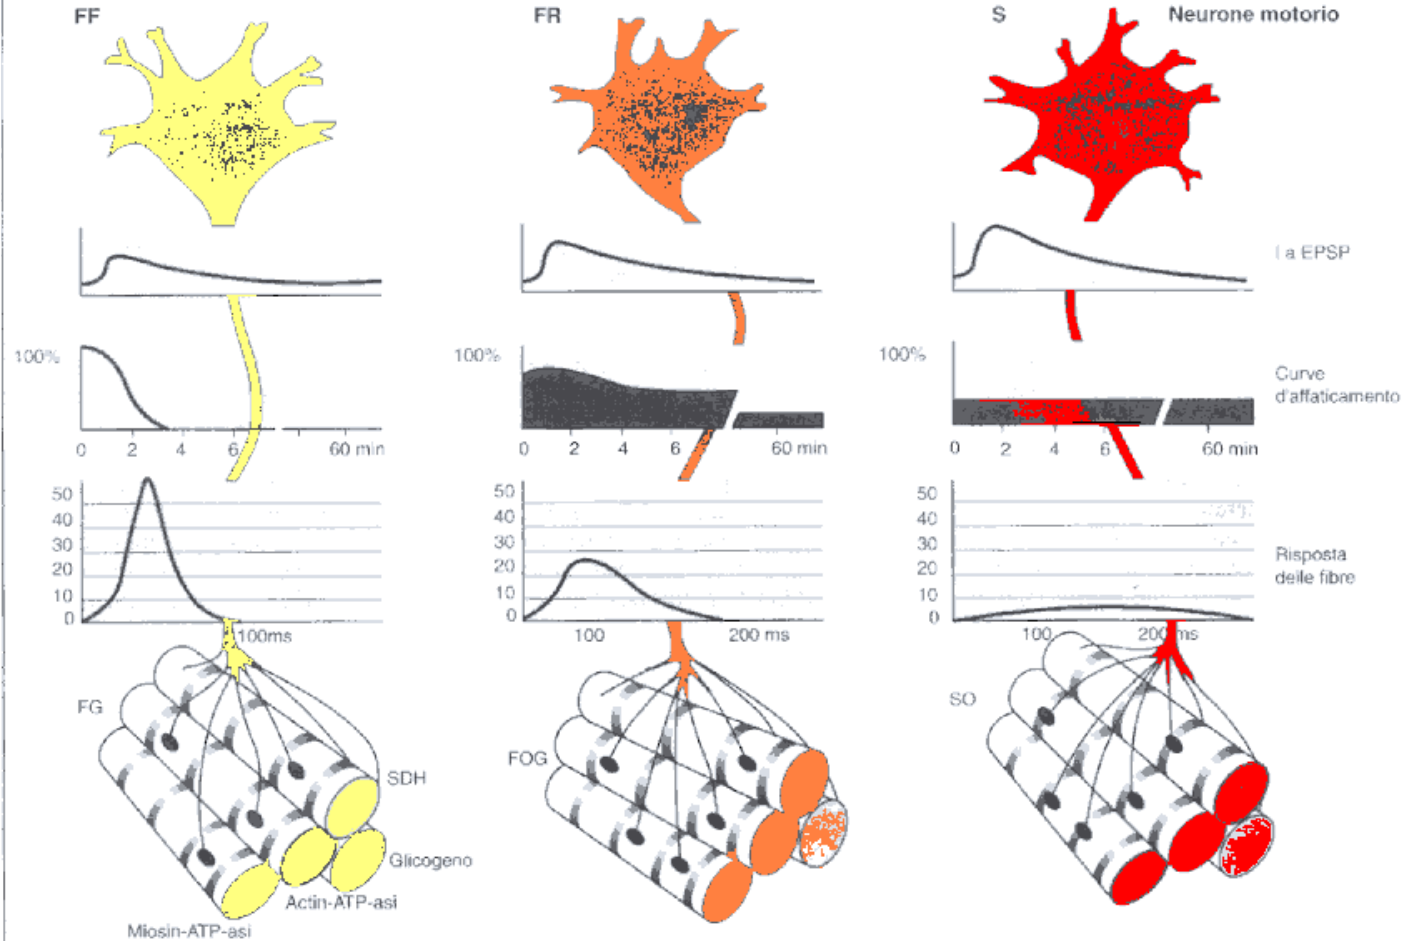 FF
FR
S
Neurone motorio
I a EPSP
100%
100%
100%
Curve
d'affaticamento
0 2 4 6 60 min
0 2 4 6 60 min
0 2 4 6 60 min
50
40
30
20
10
0
100ms
50
40
30
20
10
0
100 200 ms
50
40
30
20
10
0
100 200 ms
Risposta
delle fibre
FG
SDH
Glicogeno
Actin-ATP-asi
Miosin-ATP-asi
FOG
SO